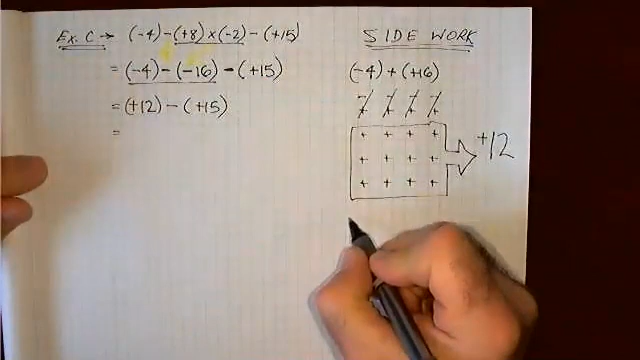 Ex. C → (-4) - (+8) × (-2) - (+15)
= (-4) - (-16) - (+15)
= (+12) - (+15)
=
SIDE WORK
(-4) + (+16)
- - - -
+ + + +
+ + + +
+ + + +
+ + + +
+12